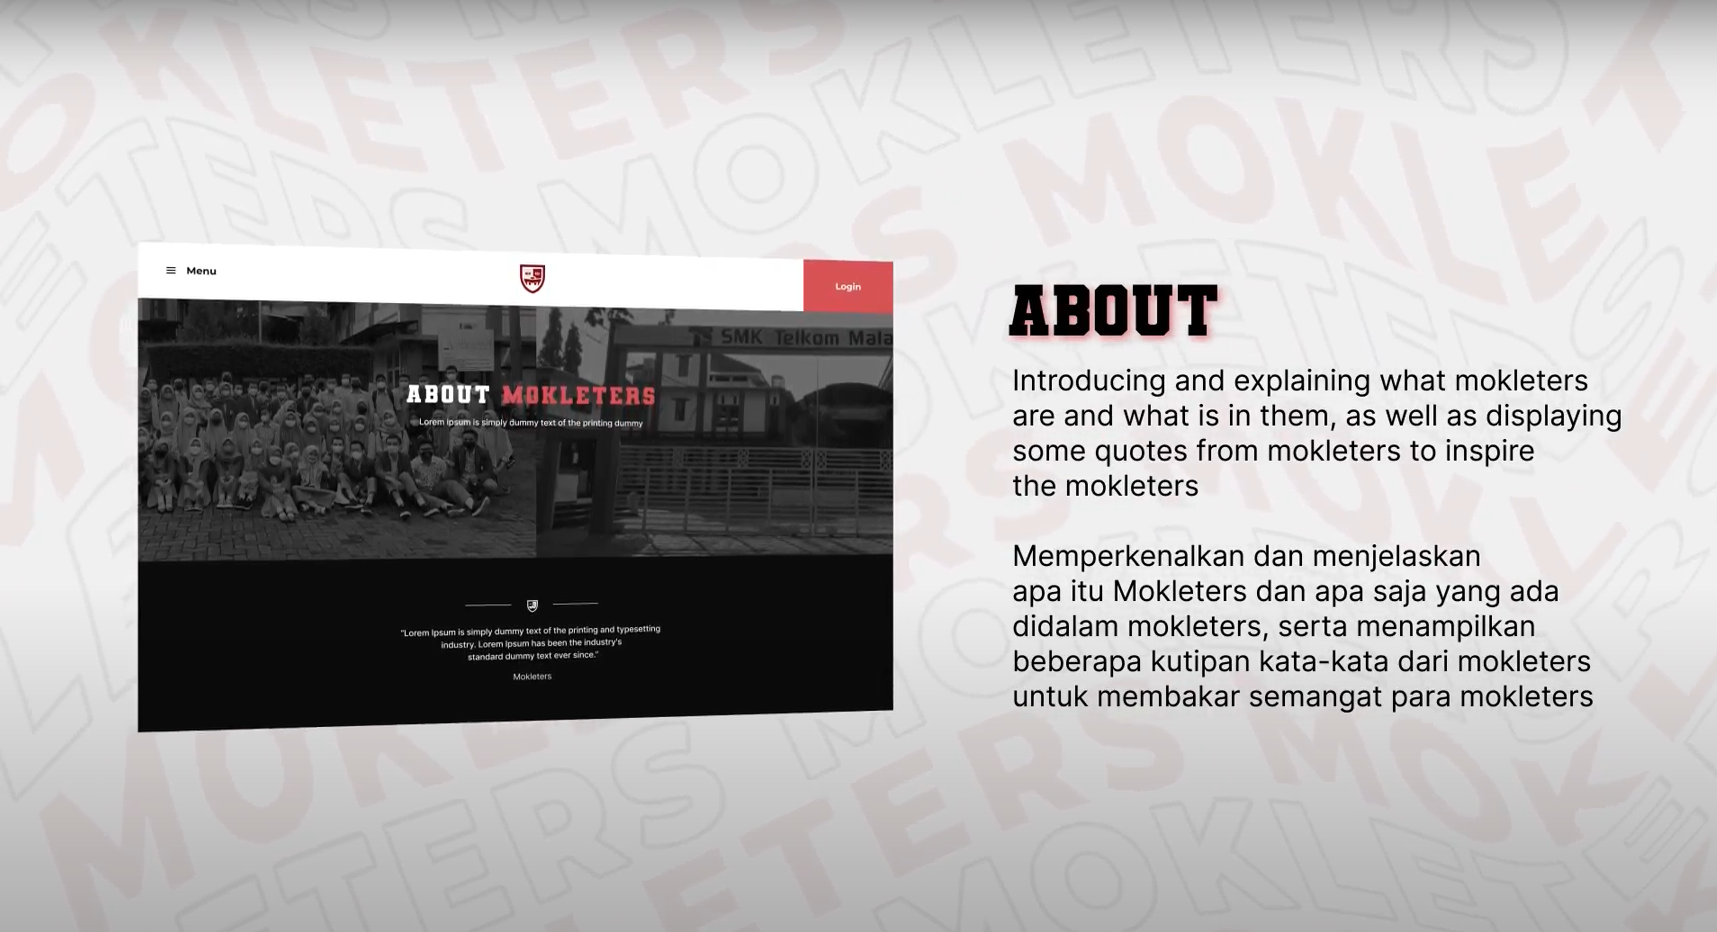 Menu
Login
SMK Telkom Mala
ABOUT MOKLETERS
Lorem Ipsum is simply dummy text of the printing dummy
"Lorem Ipsum is simply dummy text of the printing and typesetting
industry. Lorem Ipsum has been the industry's
standard dummy text ever since."
Mokleters
ABOUT
Introducing and explaining what mokleters
are and what is in them, as well as displaying
some quotes from mokleters to inspire
the mokleters
Memperkenalkan dan menjelaskan
apa itu Mokleters dan apa saja yang ada
didalam mokleters, serta menampilkan
beberapa kutipan kata-kata dari mokleters
untuk membakar semangat para mokleters